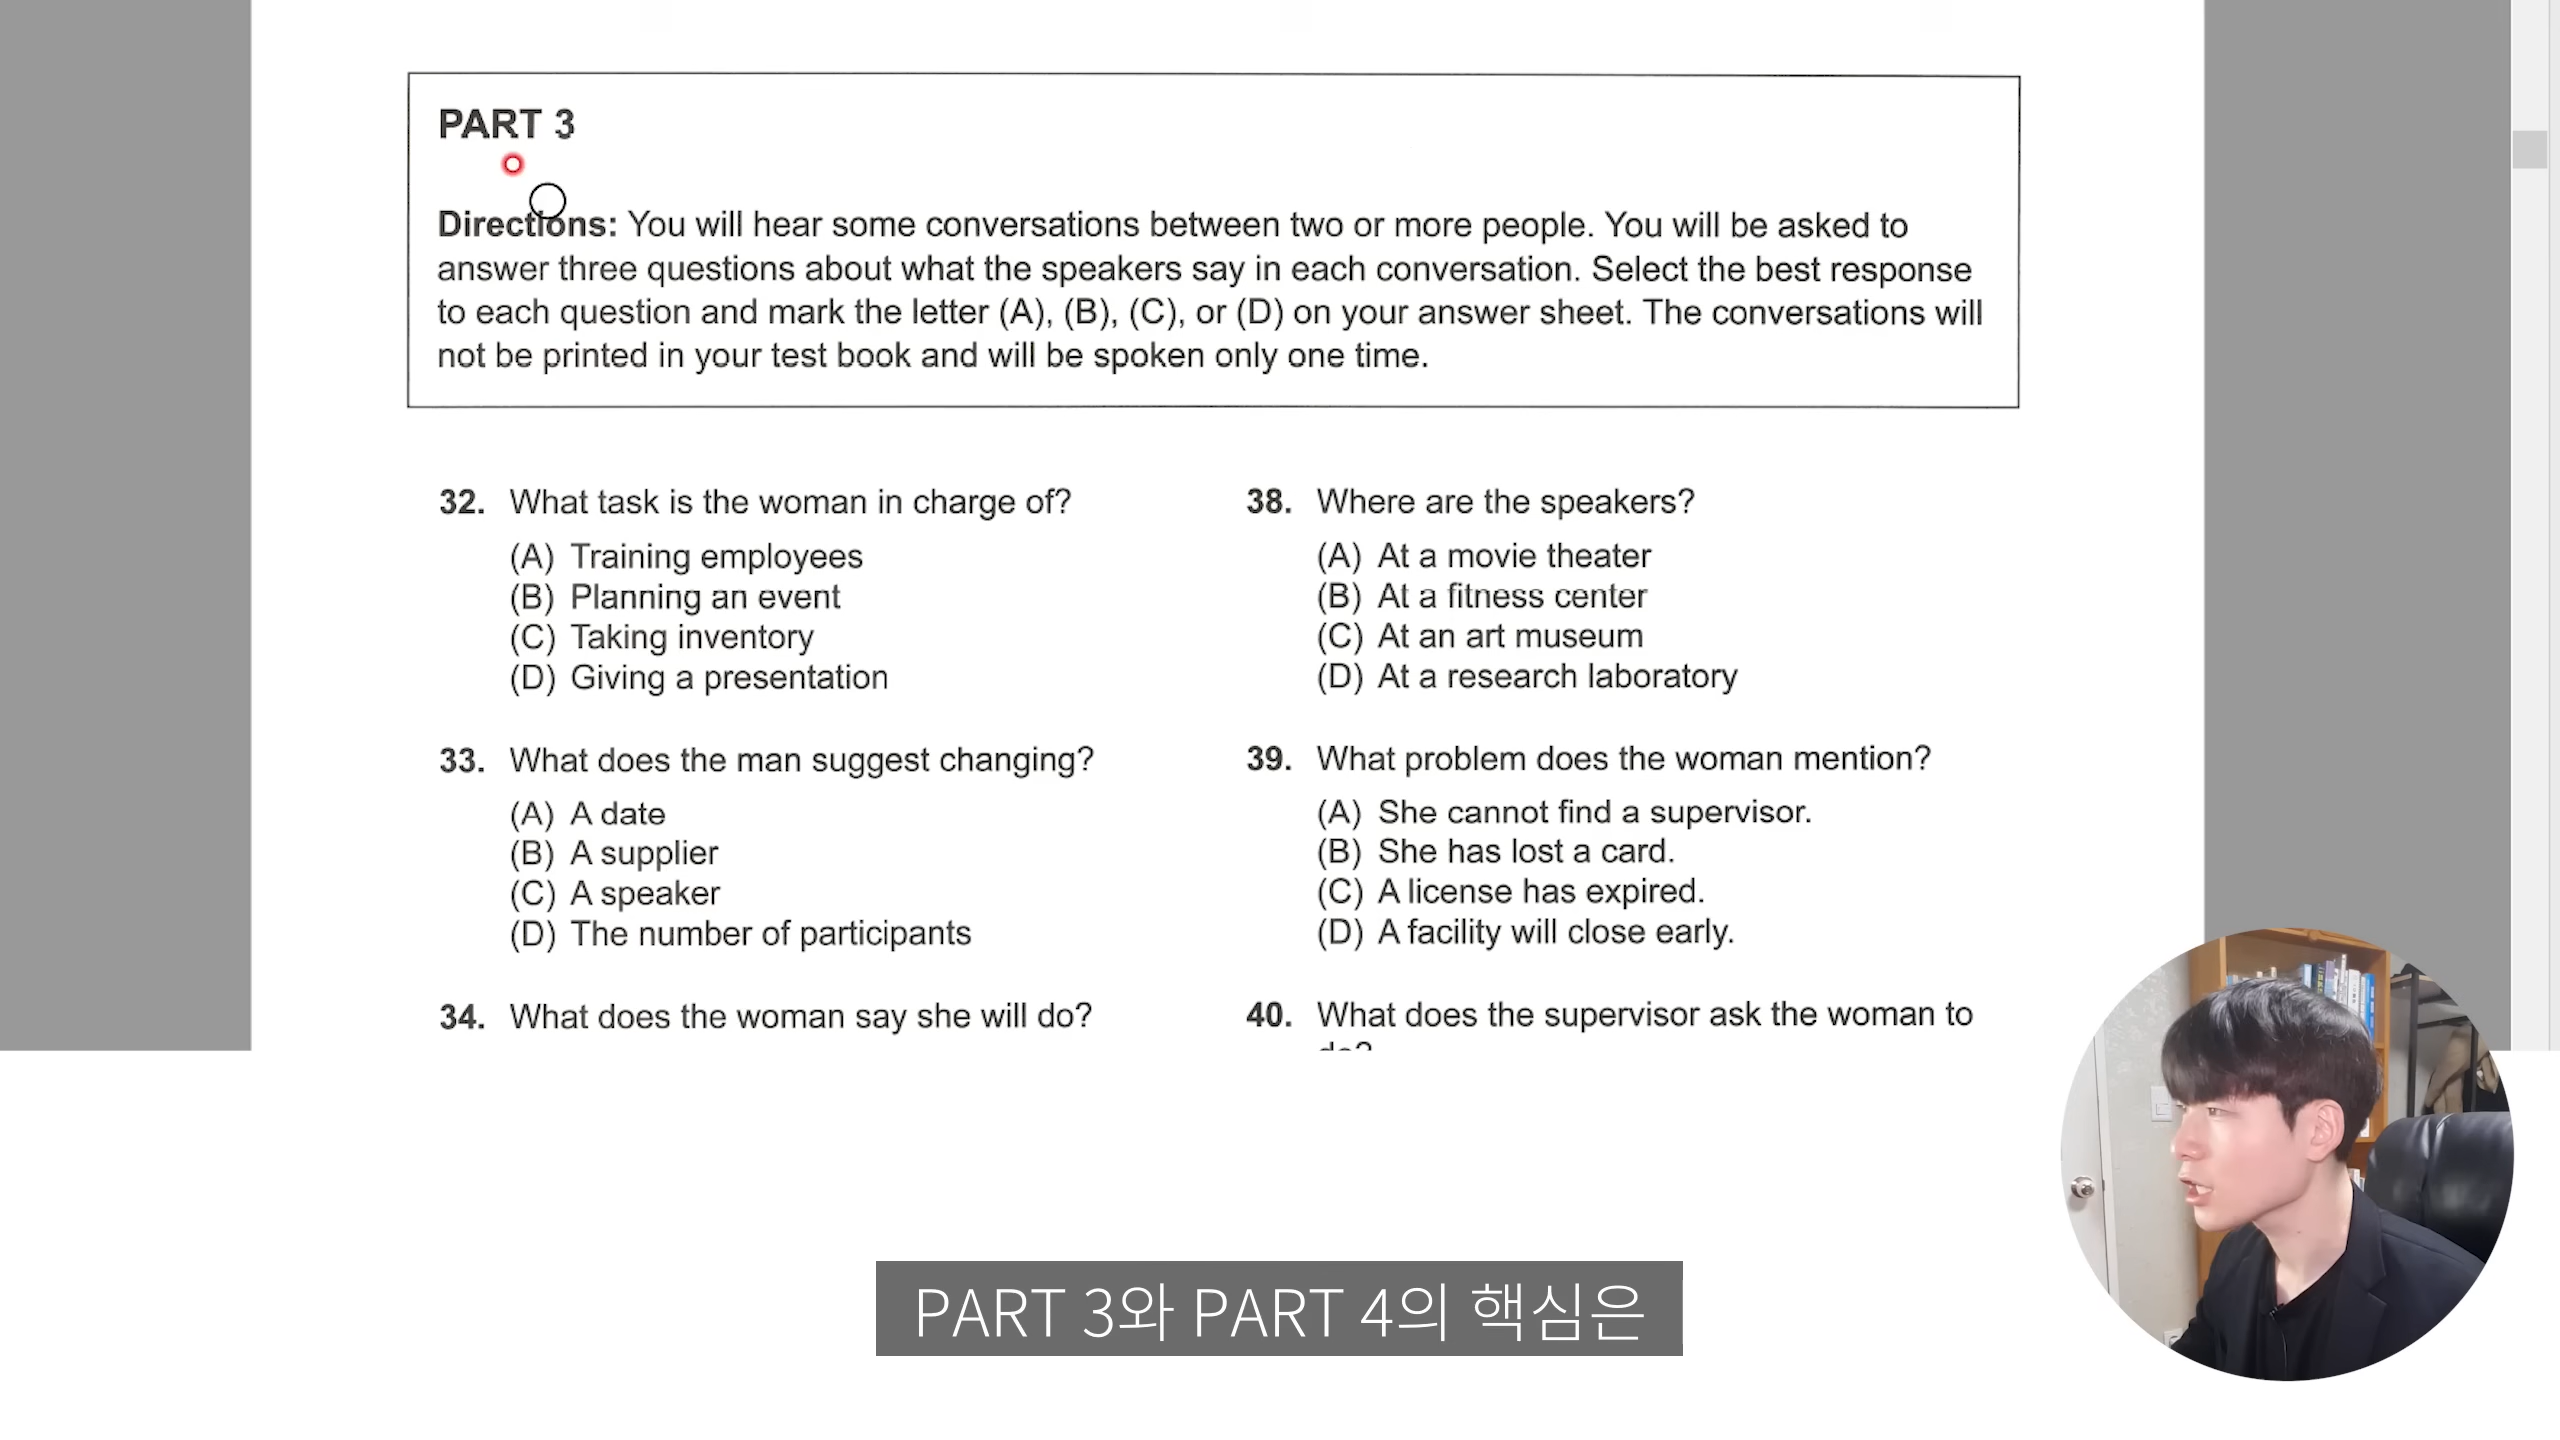 PART 3
Directions: You will hear some conversations between two or more people. You will be asked to
answer three questions about what the speakers say in each conversation. Select the best response
to each question and mark the letter (A), (B), (C), or (D) on your answer sheet. The conversations will
not be printed in your test book and will be spoken only one time.
32. What task is the woman in charge of?
(A) Training employees
(B) Planning an event
(C) Taking inventory
(D) Giving a presentation
33. What does the man suggest changing?
(A) A date
(B) A supplier
(C) A speaker
(D) The number of participants
34. What does the woman say she will do?
38. Where are the speakers?
(A) At a movie theater
(B) At a fitness center
(C) At an art museum
(D) At a research laboratory
39. What problem does the woman mention?
(A) She cannot find a supervisor.
(B) She has lost a card.
(C) A license has expired.
(D) A facility will close early.
40. What does the supervisor ask the woman to
do?
PART 3와 PART 4의 핵심은